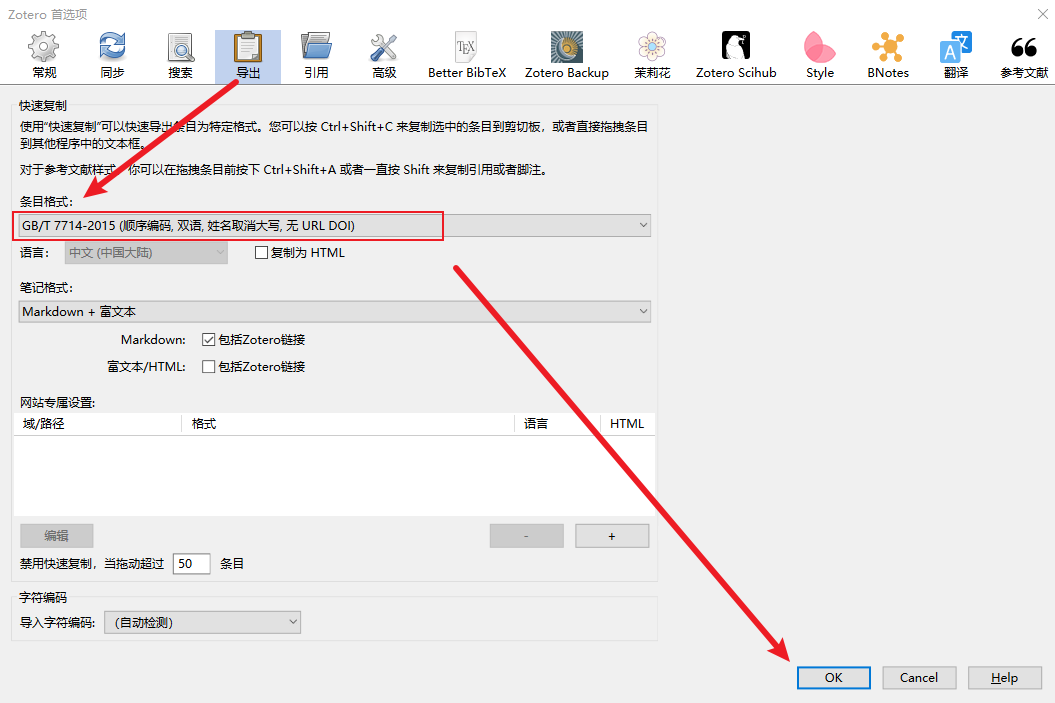 Zotero 首选项
常规
同步
搜索
导出
引用
高级
TEX
Better BibTeX
Zotero Backup
茉莉花
Zotero Scihub
Style
BNotes
A 文
翻译
参考文献
快速复制
使用“快速复制”可以快速导出条目为特定格式。您可以按 Ctrl+Shift+C 来复制选中的条目到剪切板，或者直接拖拽条目
到其他程序中的文本框。
对于参考文献样式，你可以在拖拽条目前按下 Ctrl+Shift+A 或者一直按 Shift 来复制引用或者脚注。
条目格式：
GB/T 7714-2015 (顺序编码, 双语, 姓名取消大写, 无 URL DOI)
语言： 中文 (中国大陆) 复制为 HTML
笔记格式：
Markdown + 富文本
Markdown: 包括Zotero链接
富文本/HTML: 包括Zotero链接
网站专属设置:
域/路径 格式 语言 HTML
编辑 - +
禁用快速复制，当拖动超过 50 条目
字符编码
导入字符编码: (自动检测)
OK Cancel Help